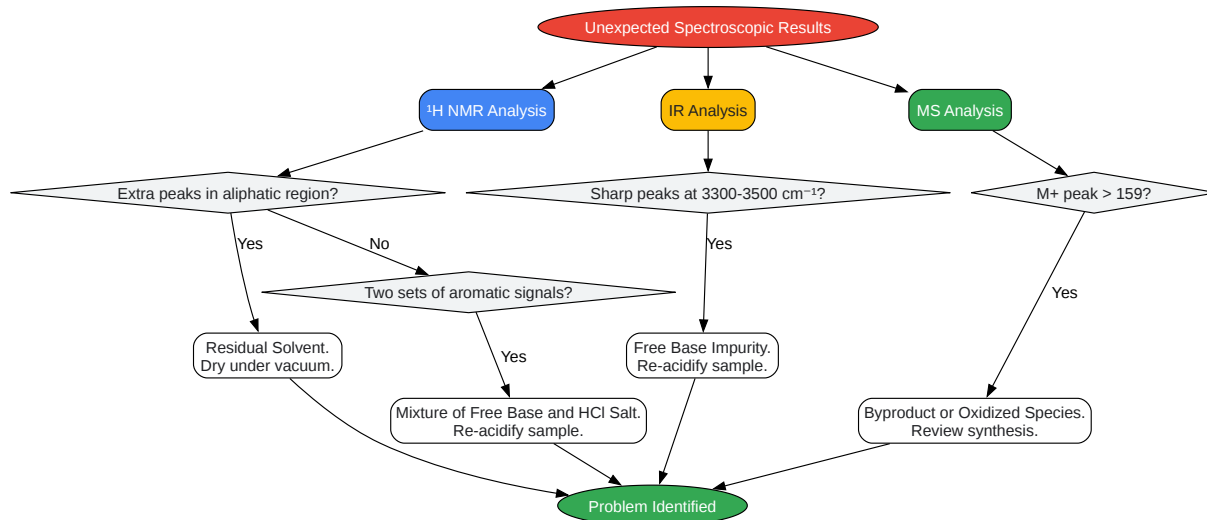 Unexpected Spectroscopic Results
¹H NMR Analysis
IR Analysis
MS Analysis
Extra peaks in aliphatic region?
Sharp peaks at 3300-3500 cm⁻¹?
M+ peak > 159?
Yes
No
Yes
Two sets of aromatic signals?
Yes
Residual Solvent.
Dry under vacuum.
Free Base Impurity.
Re-acidify sample.
Yes
Mixture of Free Base and HCl Salt.
Re-acidify sample.
Byproduct or Oxidized Species.
Review synthesis.
Problem Identified